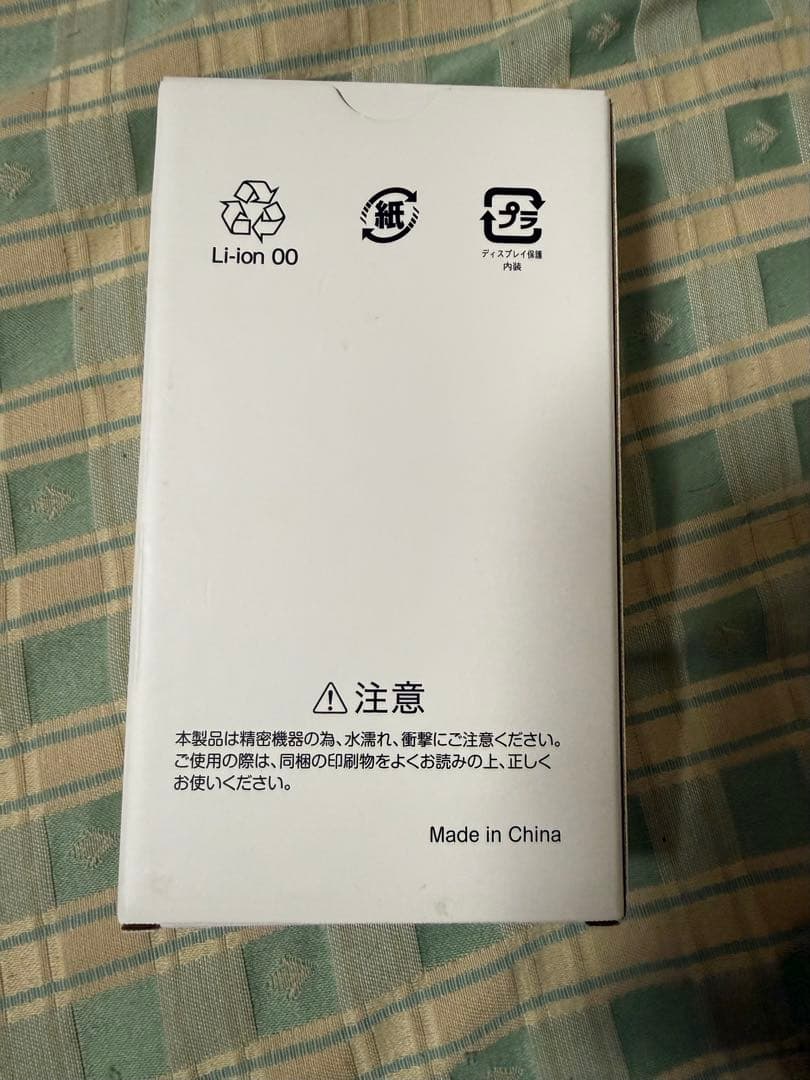 Li-ion 00
紙
プラ
ディスプレイ保護
内装
注意
本製品は精密機器の為、水濡れ、衝撃にご注意ください。
ご使用の際は、同梱の印刷物をよくお読みの上、正しく
お使いください。
Made in China